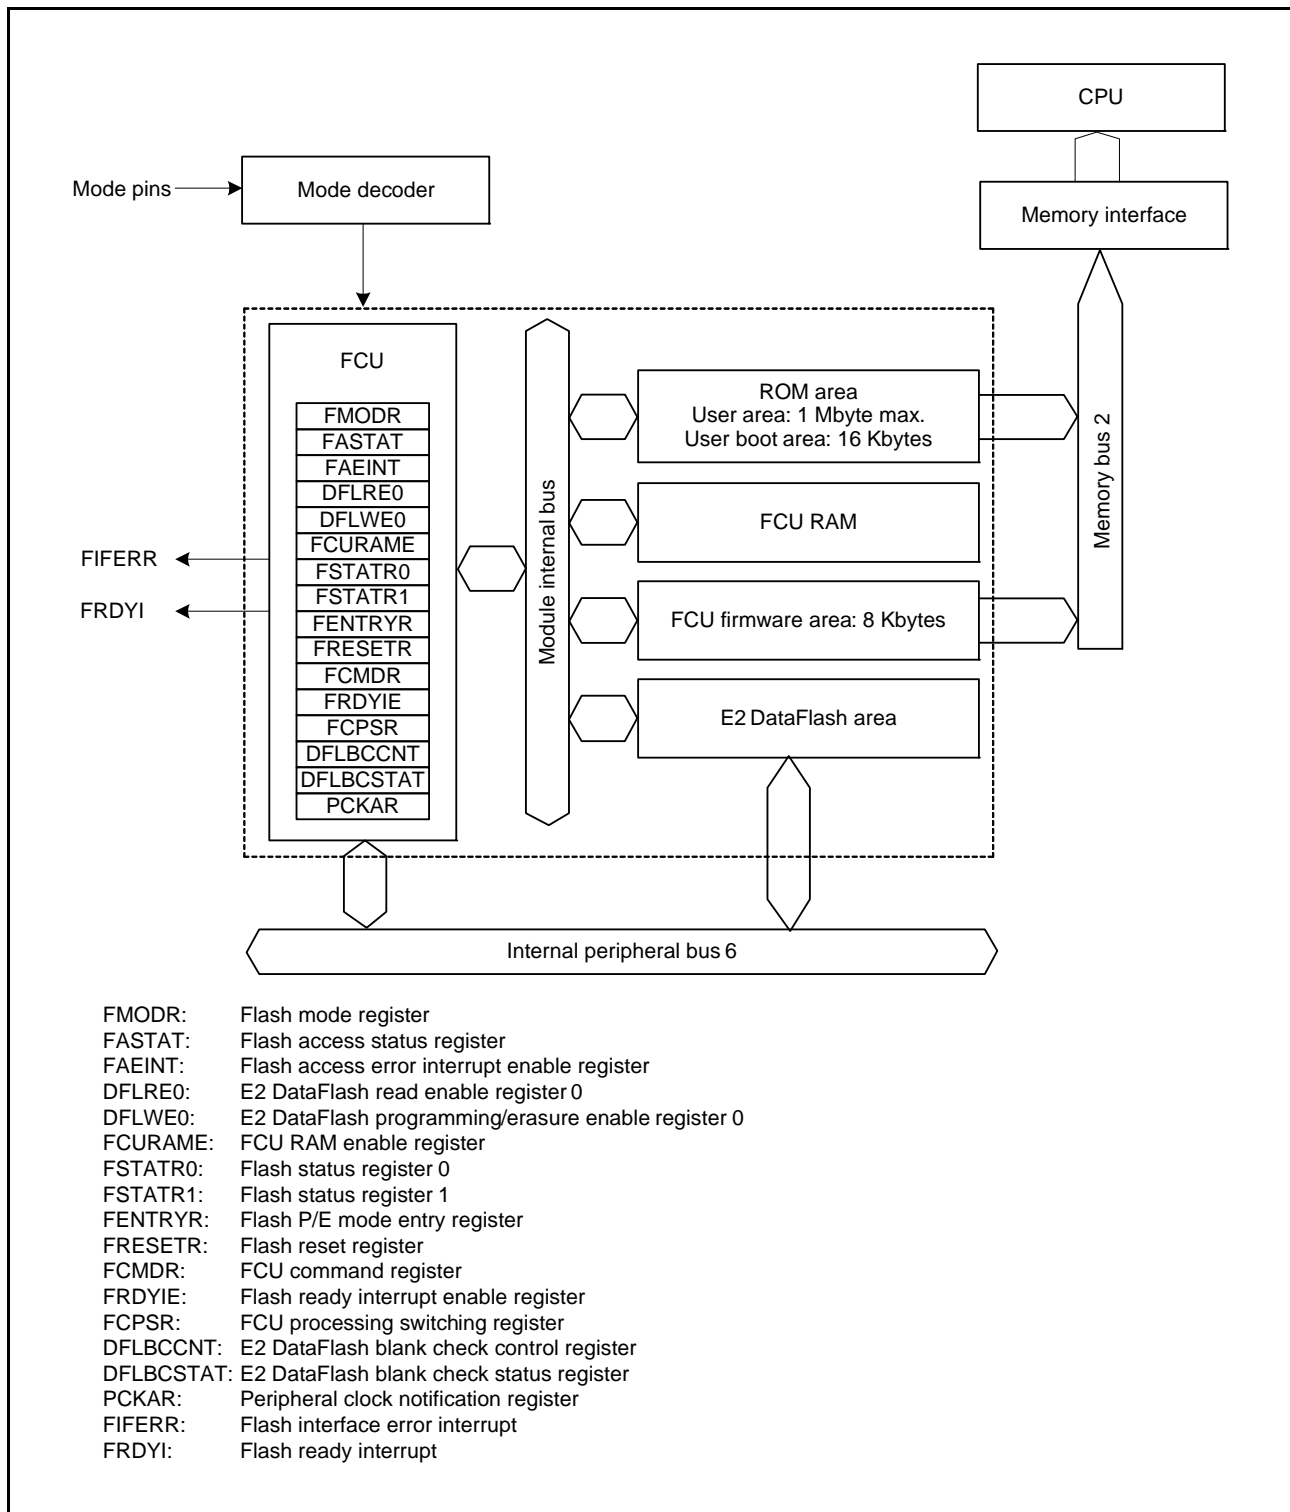 CPU
Mode pins
Mode decoder
Memory interface
FCU
FMODR
FASTAT
FAEINT
DFLRE0
DFLWE0
FCURAME
FSTATR0
FSTATR1
FENTRYR
FRESETR
FCMDR
FRDYIE
FCPSR
DFLBCCNT
DFLBCSTAT
PCKAR
FIFERR
FRDYI
Module internal bus
ROM area
User area: 1 Mbyte max.
User boot area: 16 Kbytes
FCU RAM
FCU firmware area: 8 Kbytes
E2 DataFlash area
Memory bus 2
Internal peripheral bus 6
FMODR: Flash mode register
FASTAT: Flash access status register
FAEINT: Flash access error interrupt enable register
DFLRE0: E2 DataFlash read enable register 0
DFLWE0: E2 DataFlash programming/erasure enable register 0
FCURAME: FCU RAM enable register
FSTATR0: Flash status register 0
FSTATR1: Flash status register 1
FENTRYR: Flash P/E mode entry register
FRESETR: Flash reset register
FCMDR: FCU command register
FRDYIE: Flash ready interrupt enable register
FCPSR: FCU processing switching register
DFLBCCNT: E2 DataFlash blank check control register
DFLBCSTAT: E2 DataFlash blank check status register
PCKAR: Peripheral clock notification register
FIFERR: Flash interface error interrupt
FRDYI: Flash ready interrupt